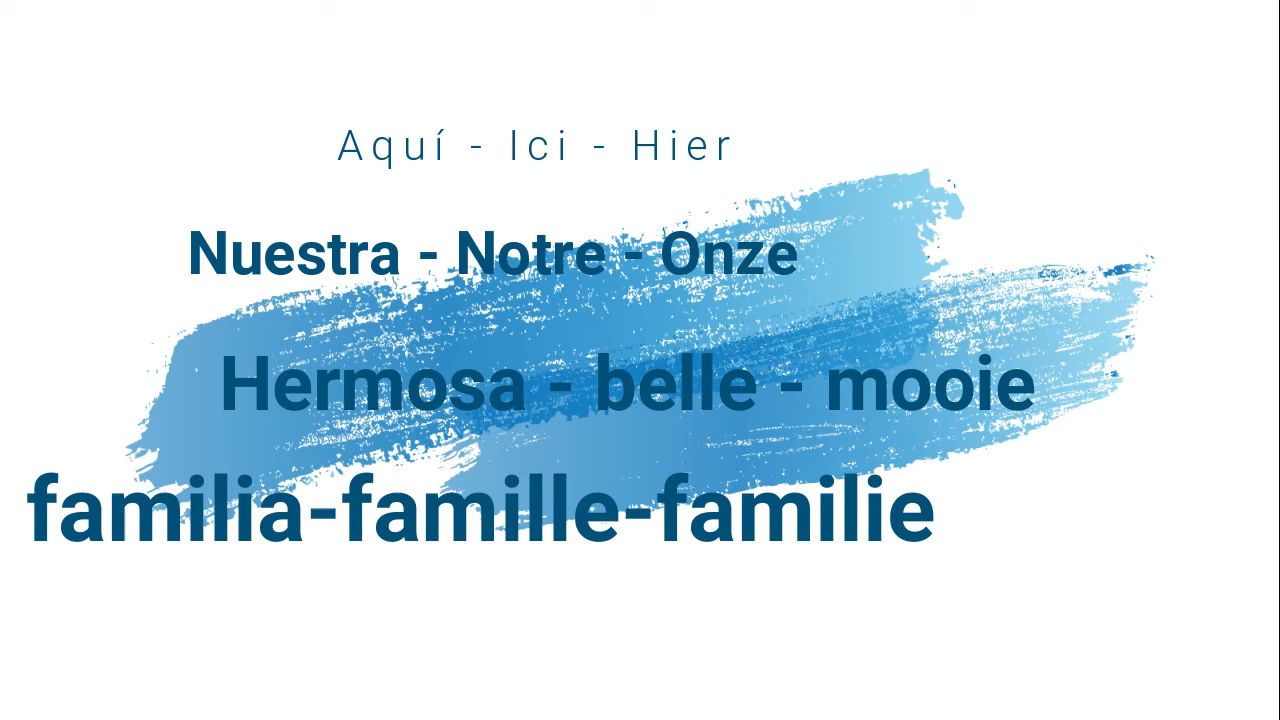 Aquí - Ici - Hier
Nuestra - Notre - Onze
Hermosa - belle - mooie
familia-famille-familie